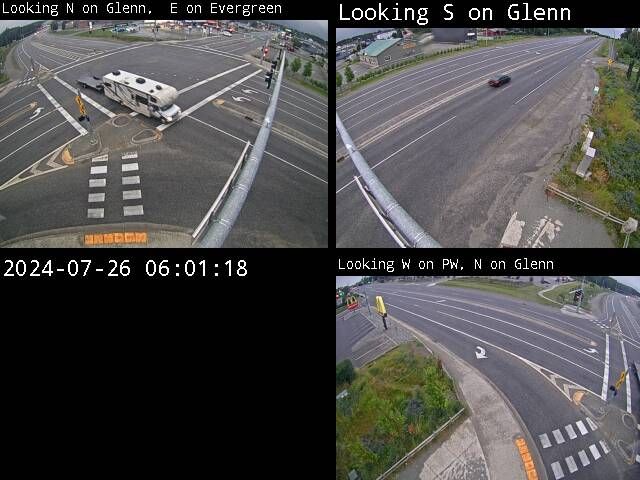 Looking N on Glenn,  E on Evergreen
Looking S on Glenn
2024-07-26 06:01:18
Looking W on PW, N on Glenn